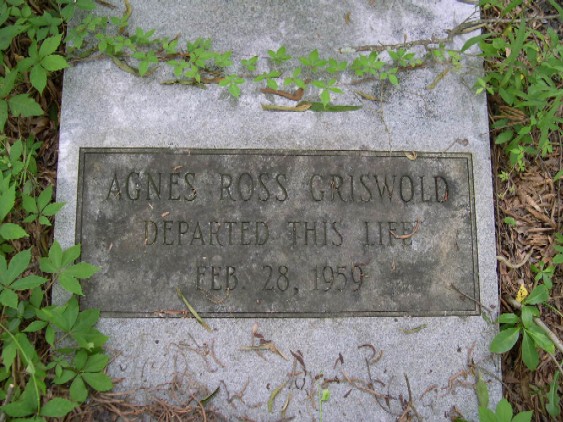 AGNES ROSS GRISWOLD
DEPARTED THIS LIFE
FEB. 28, 1959